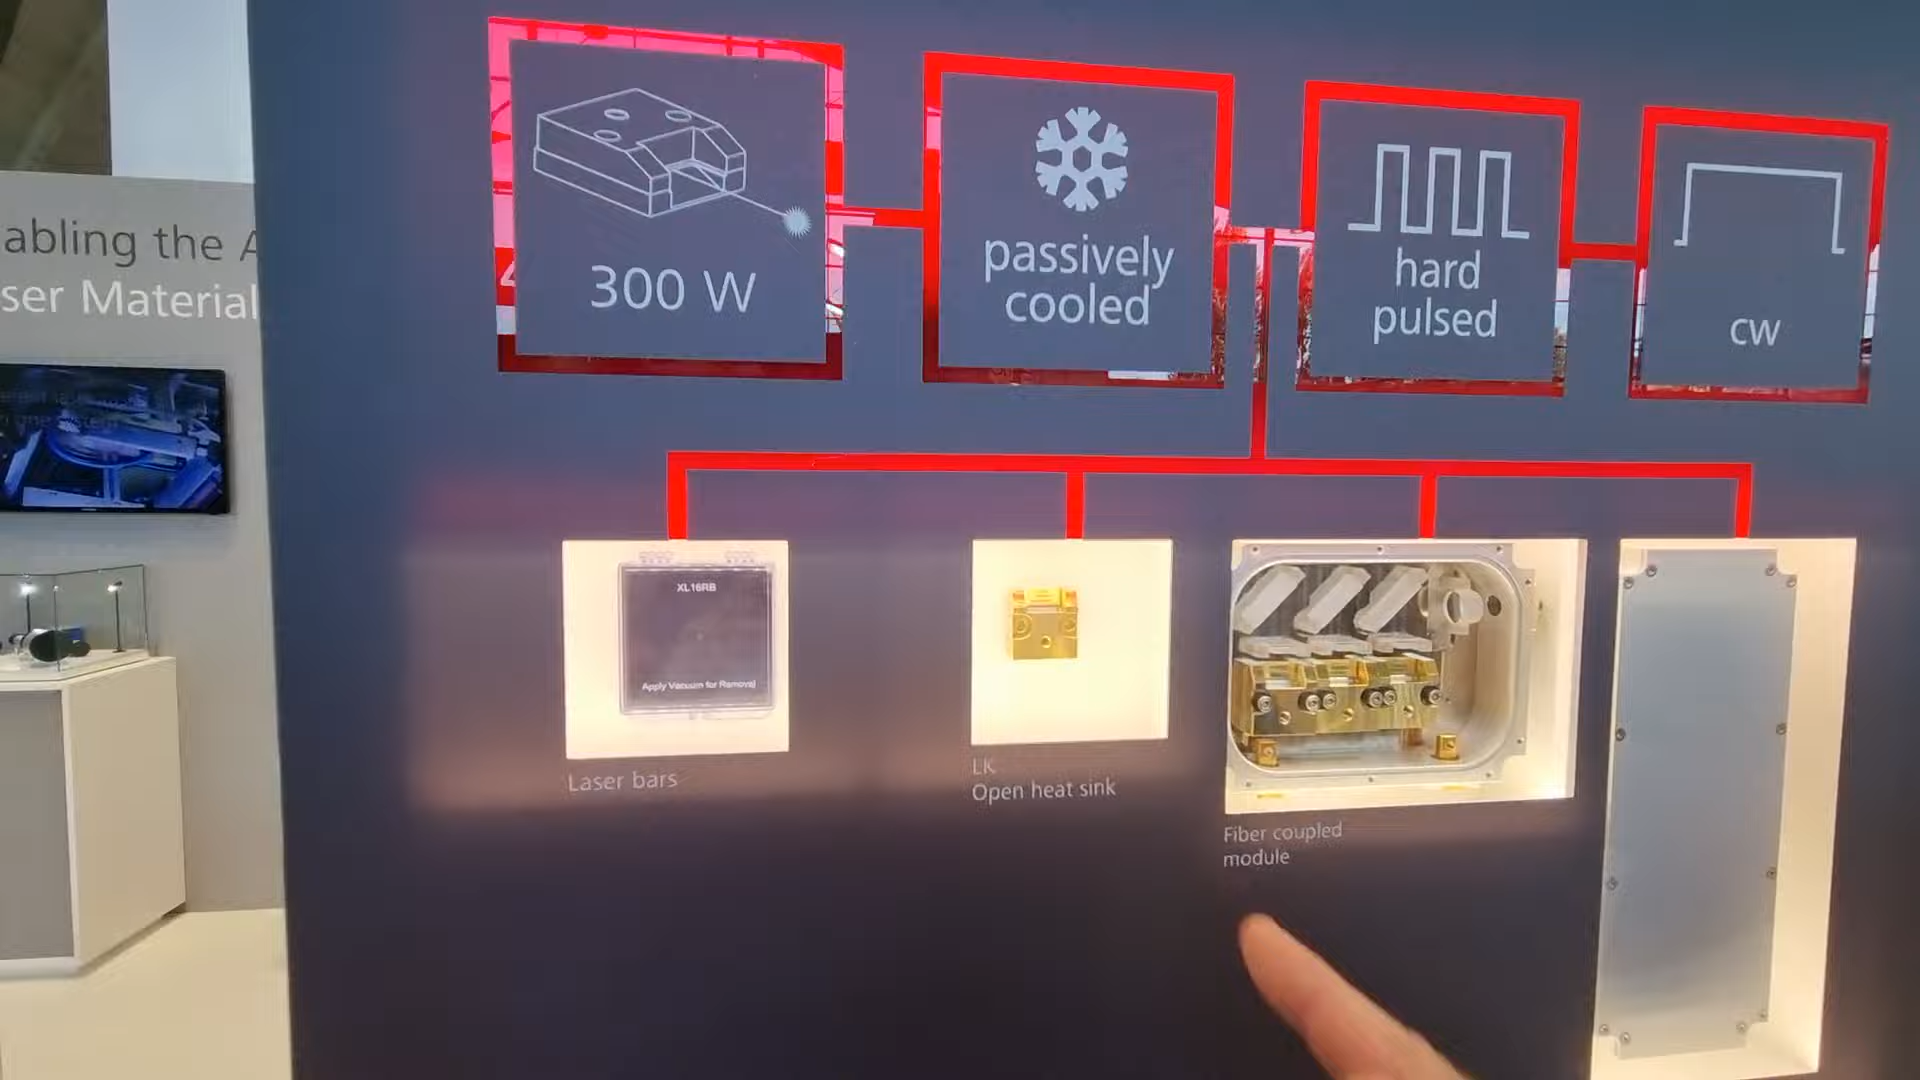 abling the A
ser Material
300 W
passively
cooled
hard
pulsed
cw
XL16RB
Apply Vacuum for Removal
Laser bars
LK
Open heat sink
Fiber coupled
module